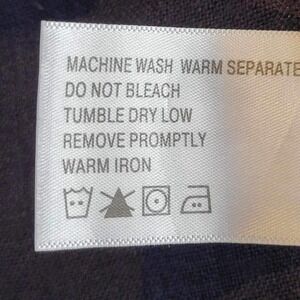 MACHINE WASH WARM SEPARATE
DO NOT BLEACH
TUMBLE DRY LOW
REMOVE PROMPTLY
WARM IRON